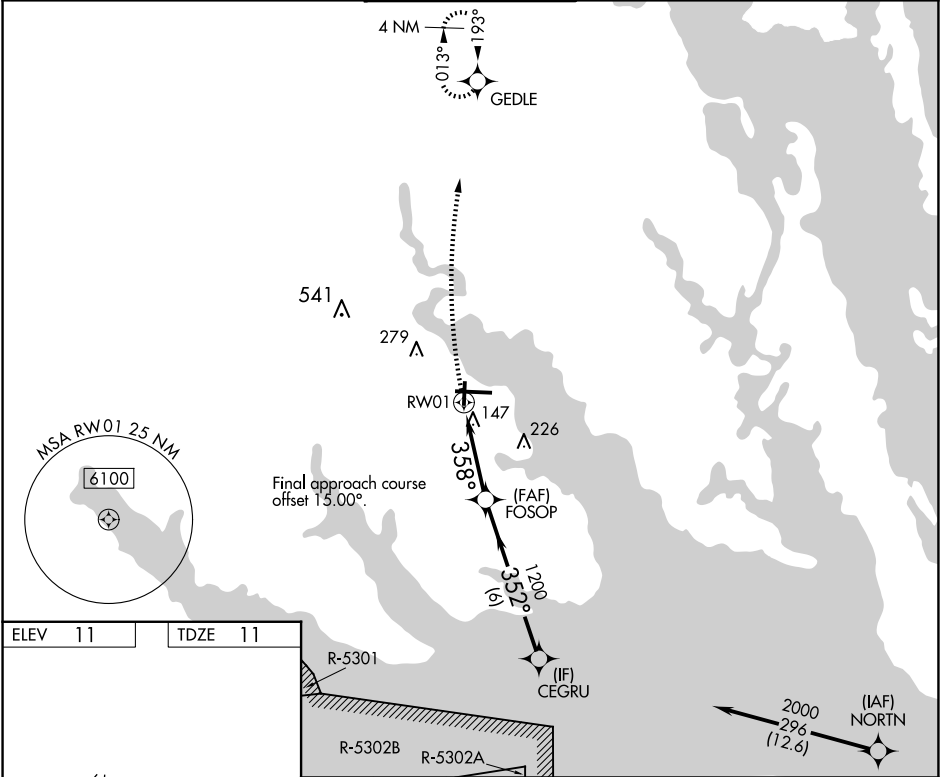 4 NM
193°
013°
GEDLE
541
279
RW01
147
226
MSA RW01 25 NM
6100
358°
Final approach course
offset 15.00°.
(FAF)
FOSOP
1200
352°
(6)
ELEV 11
TDZE 11
R-5301
(IF)
CEGRU
(IAF)
NORTN
2000
296
(12.6)
R-5302B
R-5302A